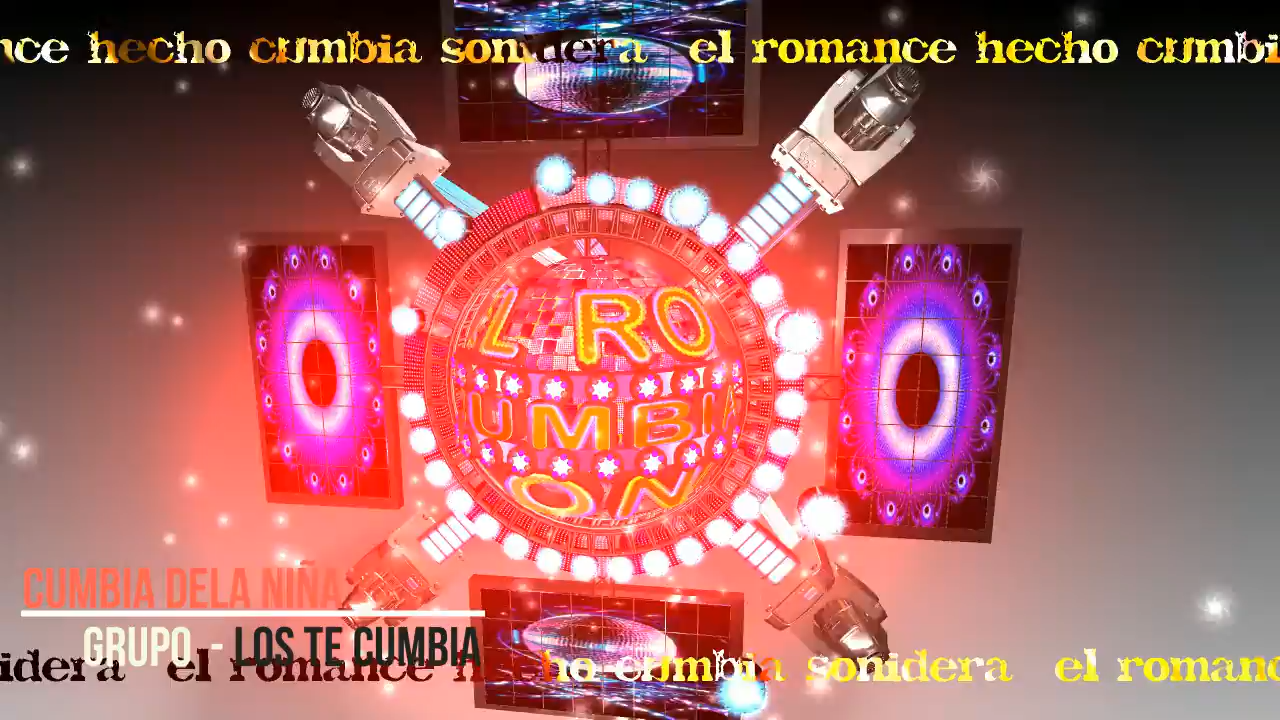 nce hecho cumbia sonidera el romance hecho cumbi
L RO
UMBI
ON
CUMBIA DELA NIÑA
GRUPO.- LOS TE CUMBIA
idera el romance hecho cumbia sonidera el romanc